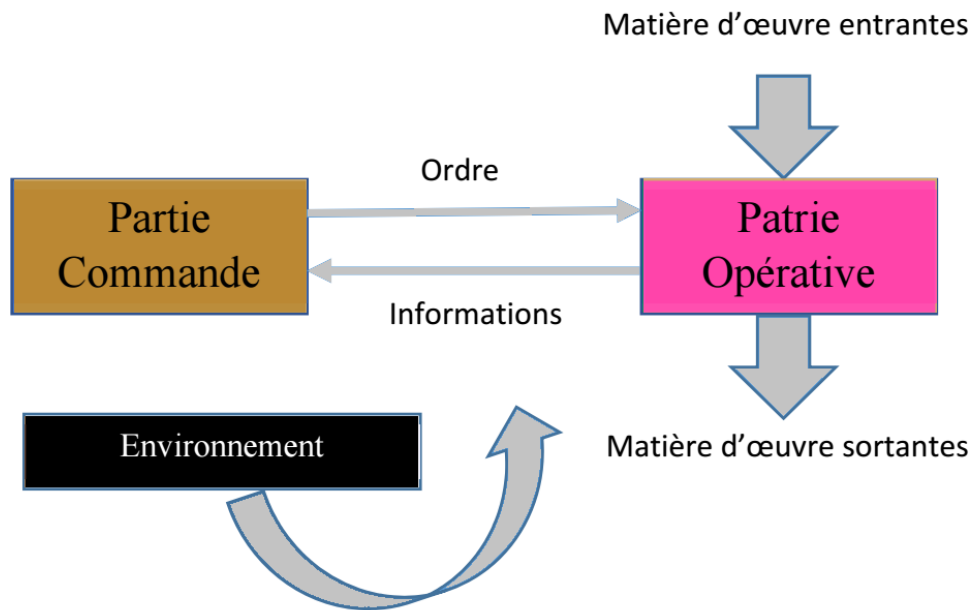 Matière d’œuvre entrantes
Ordre
Partie
Commande
Patrie
Opérative
Informations
Environnement
Matière d’œuvre sortantes